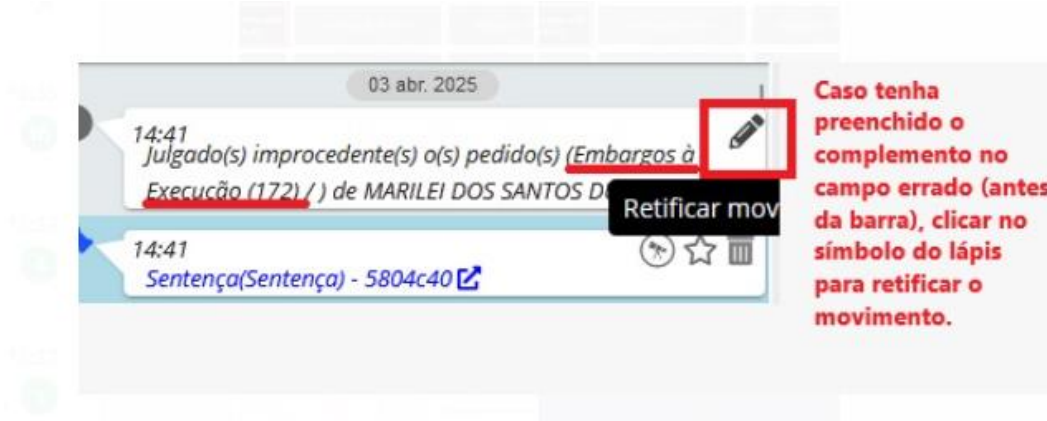 03 abr. 2025
14:41
Julgado(s) improcedente(s) o(s) pedido(s) (Embargos à
Execução (172) / ) de MARILEI DOS SANTOS
Retificar mov
14:41
Sentença(Sentença) - 5804c40
Caso tenha
preenchido o
complemento no
campo errado (antes
da barra), clicar no
símbolo do lápis
para retificar o
movimento.